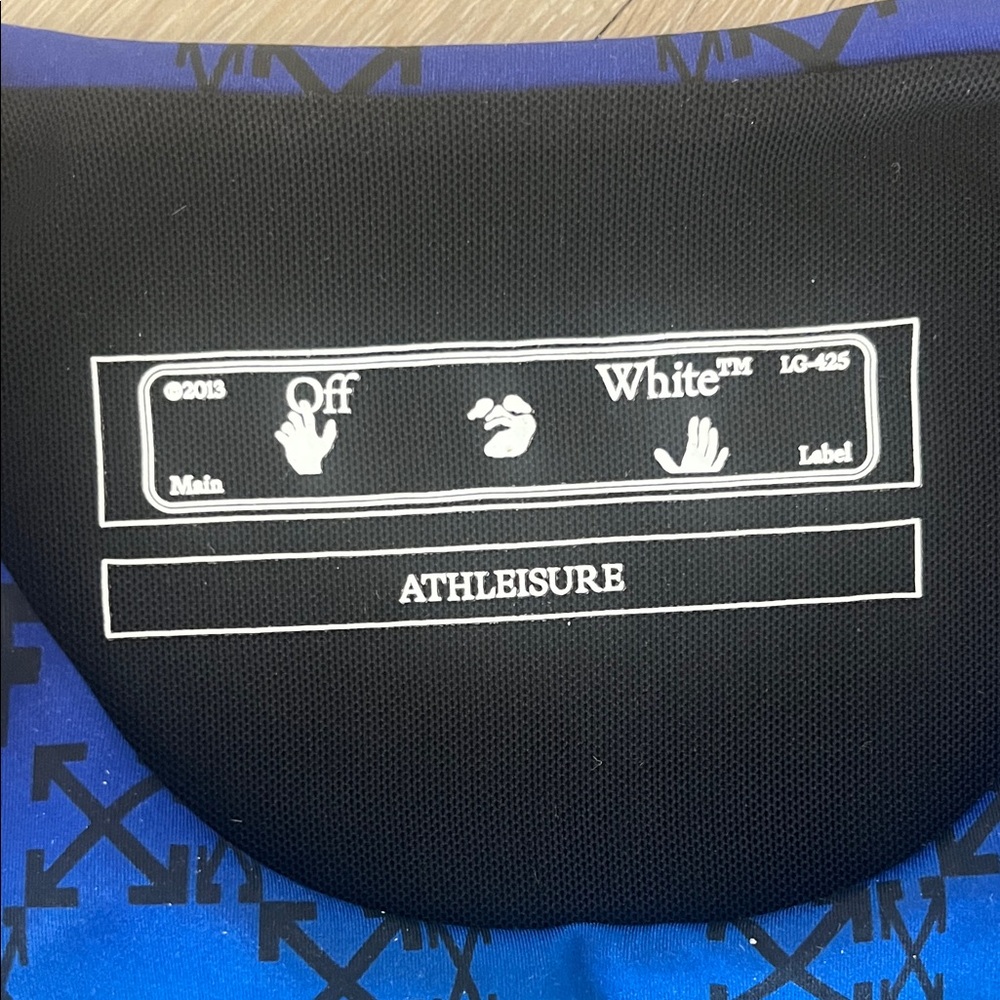 ©2013 Off White™ LG-425
Main Label
ATHLEISURE